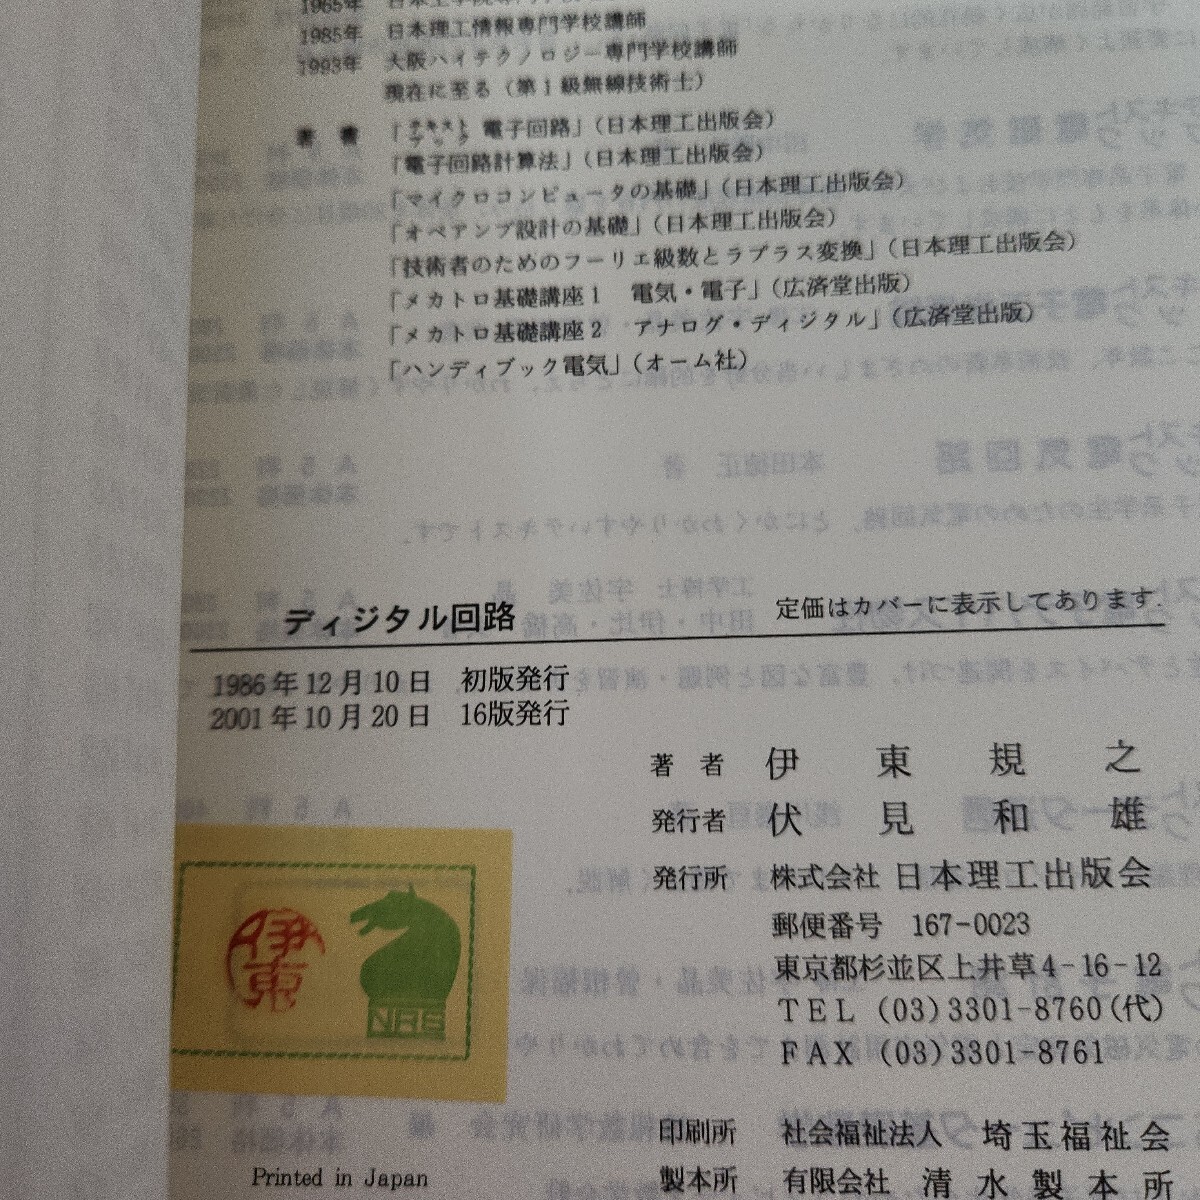 1965年
1985年 日本理工情報専門学校講師
1993年 大阪ハイテクノロジー専門学校講師
現在に至る（第1級無線技術士）
著書 「テキストブック 電子回路」（日本理工出版会）
「電子回路計算法」（日本理工出版会）
「マイクロコンピュータの基礎」（日本理工出版会）
「オペアンプ設計の基礎」（日本理工出版会）
「技術者のためのフーリエ級数とラプラス変換」（日本理工出版会）
「メカトロ基礎講座1 電気・電子」（広済堂出版）
「メカトロ基礎講座2 アナログ・ディジタル」（広済堂出版）
「ハンディブック電気」（オーム社）
ディジタル回路 定価はカバーに表示してあります.
1986年12月10日 初版発行
2001年10月20日 16版発行
著者 伊東規之
発行者 伏見和雄
発行所 株式会社 日本理工出版会
郵便番号 167-0023
東京都杉並区上井草4-16-12
TEL (03)3301-8760(代)
FAX (03)3301-8761
伊東
印刷所 社会福祉法人 埼玉福祉会
Printed in Japan 製本所 有限会社 清水製本所